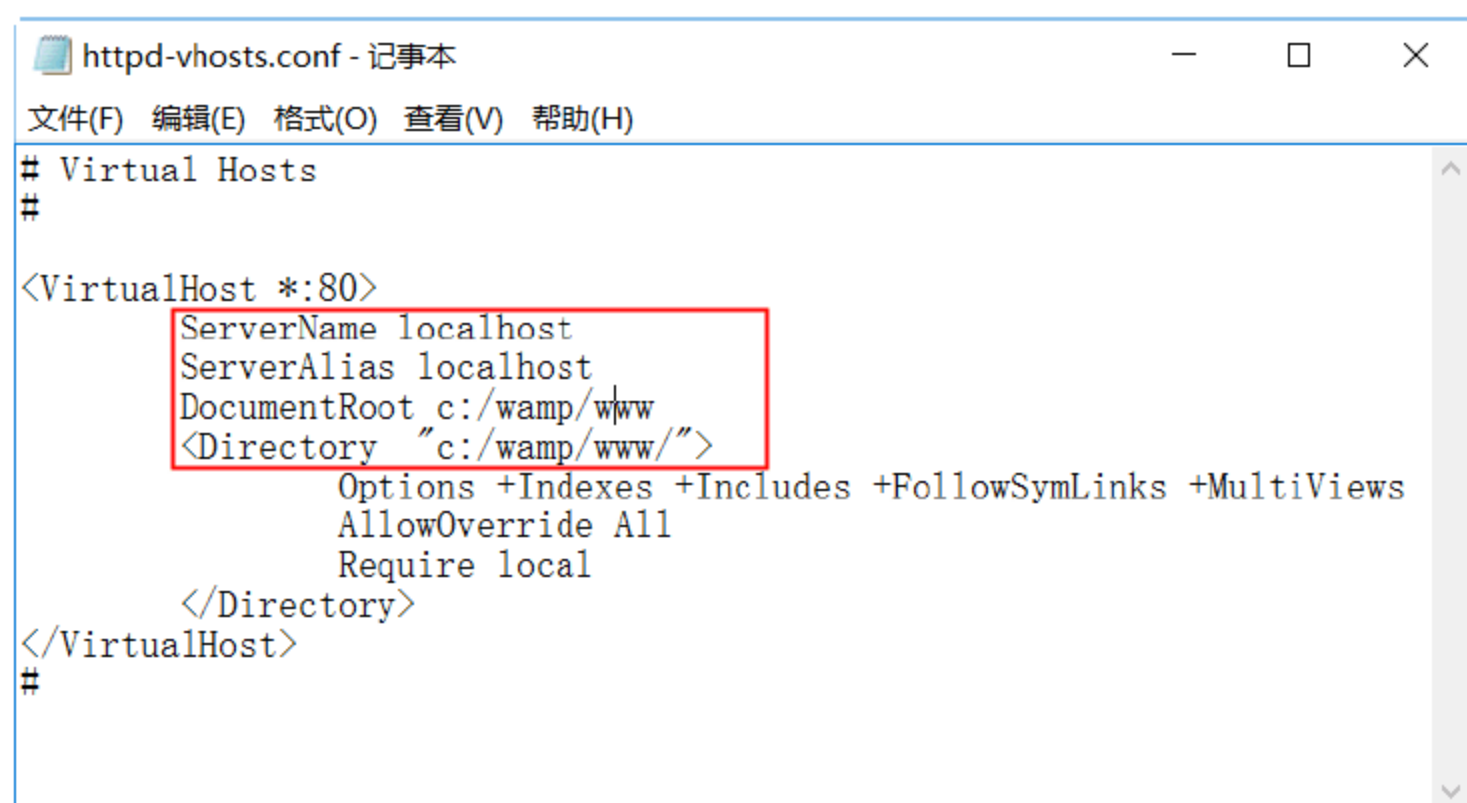 httpd-vhosts.conf - 记事本
文件(F) 编辑(E) 格式(O) 查看(V) 帮助(H)
# Virtual Hosts
#
<VirtualHost *:80>
ServerName localhost
ServerAlias localhost
DocumentRoot c:/wamp/www
<Directory  "c:/wamp/www/">
Options +Indexes +Includes +FollowSymLinks +MultiViews
AllowOverride All
Require local
</Directory>
</VirtualHost>
#